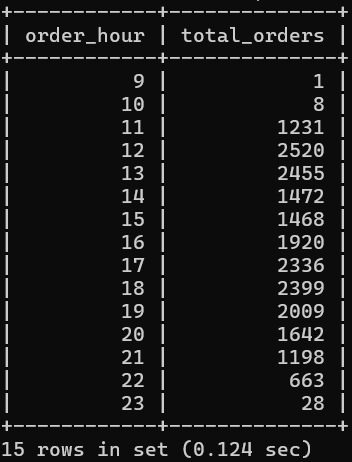 +------------+--------------+
| order_hour | total_orders |
+------------+--------------+
|          9 |            1 |
|         10 |            8 |
|         11 |         1231 |
|         12 |         2520 |
|         13 |         2455 |
|         14 |         1472 |
|         15 |         1468 |
|         16 |         1920 |
|         17 |         2336 |
|         18 |         2399 |
|         19 |         2009 |
|         20 |         1642 |
|         21 |         1198 |
|         22 |          663 |
|         23 |           28 |
+------------+--------------+
15 rows in set (0.124 sec)